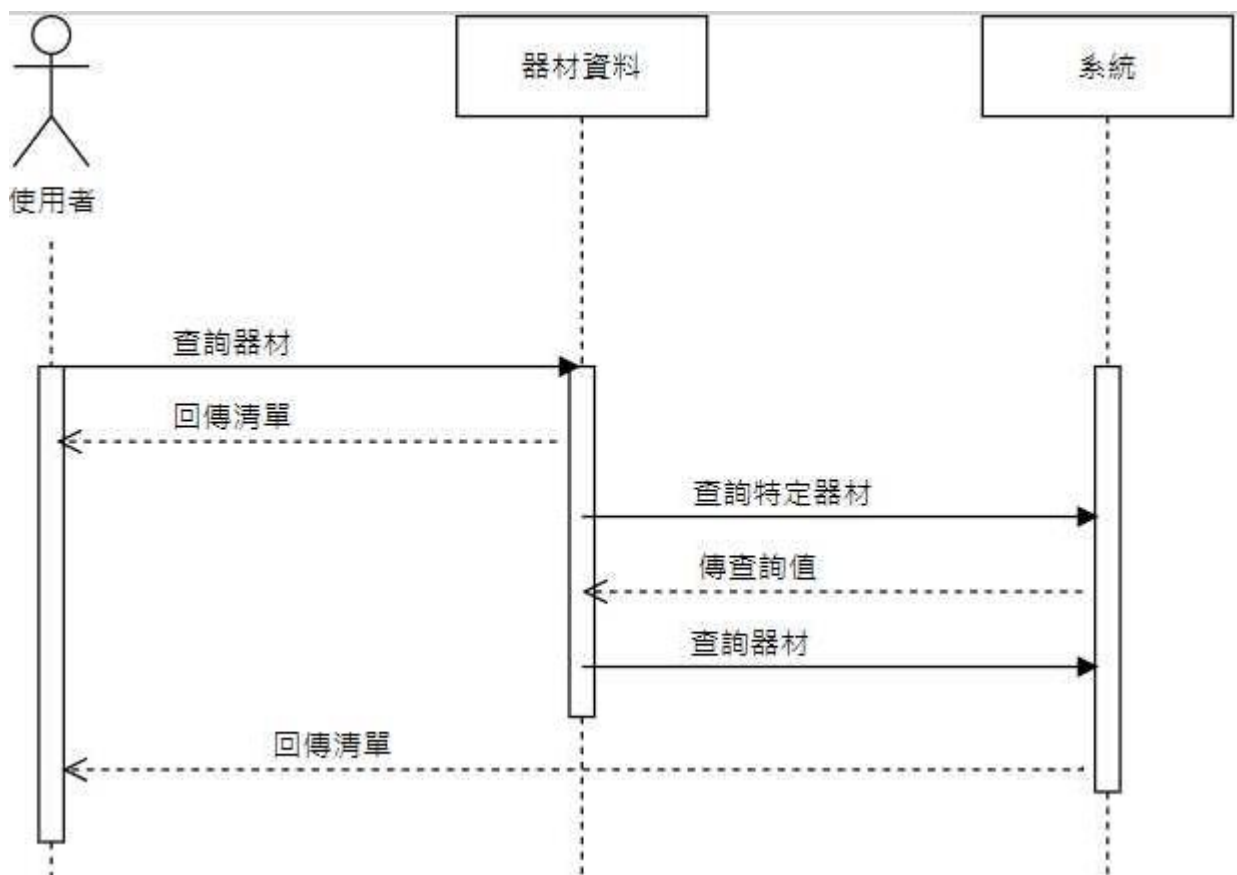 器材資料
系統
使用者
查詢器材
回傳清單
查詢特定器材
傳查詢值
查詢器材
回傳清單